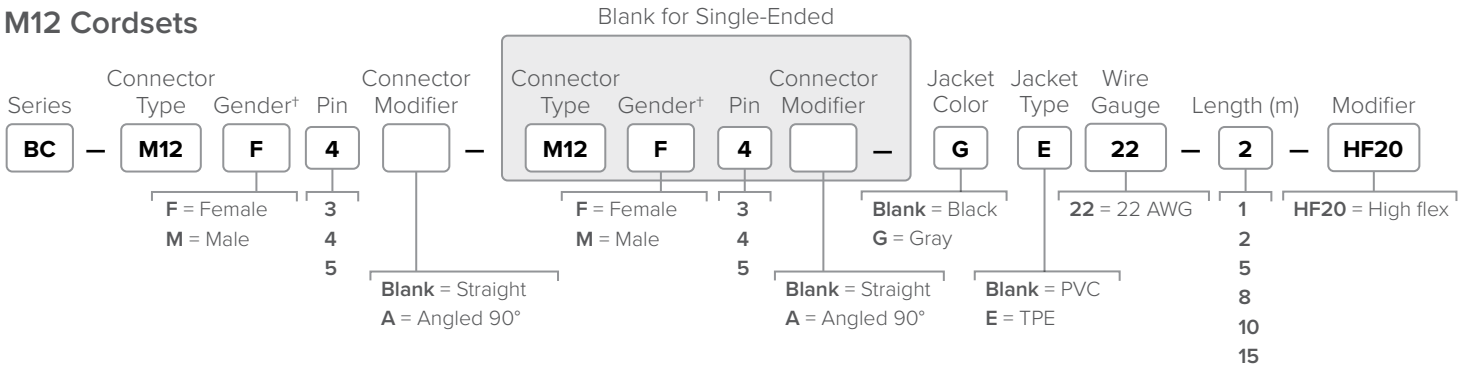 M12 Cordsets
Blank for Single-Ended
Series
Connector Type
Gender†
Pin
Connector Modifier
Connector Type
Gender†
Pin
Connector Modifier
Jacket Color
Jacket Type
Wire Gauge
Length (m)
Modifier
BC – M12 F 4 – M12 F 4 – G E 22 – 2 – HF20
F = Female
M = Male
3
4
5
Blank = Straight
A = Angled 90°
F = Female
M = Male
3
4
5
Blank = Straight
A = Angled 90°
Blank = Black
G = Gray
Blank = PVC
E = TPE
22 = 22 AWG
1
2
5
8
10
15
HF20 = High flex